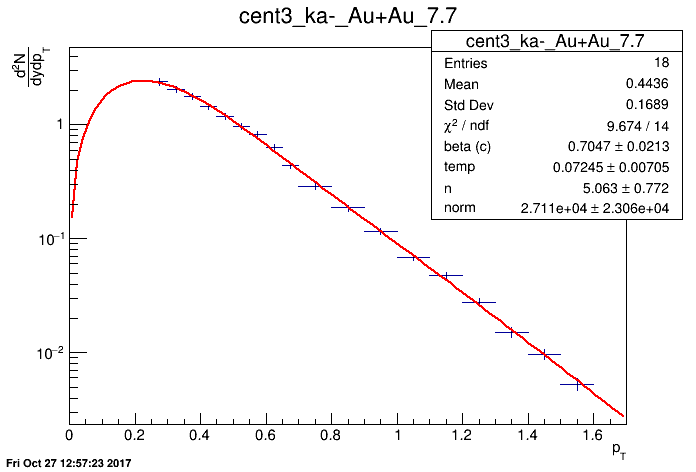 cent3_ka-_Au+Au_7.7
cent3_ka-_Au+Au_7.7
Entries 18
Mean 0.4436
Std Dev 0.1689
χ² / ndf 9.674 / 14
beta (c) 0.7047 ± 0.0213
temp 0.07245 ± 0.00705
n 5.063 ± 0.772
norm 2.711e+04 ± 2.306e+04
d²N
dydp_T
1
10⁻¹
10⁻²
0 0.2 0.4 0.6 0.8 1 1.2 1.4 1.6
p_T
Fri Oct 27 12:57:23 2017